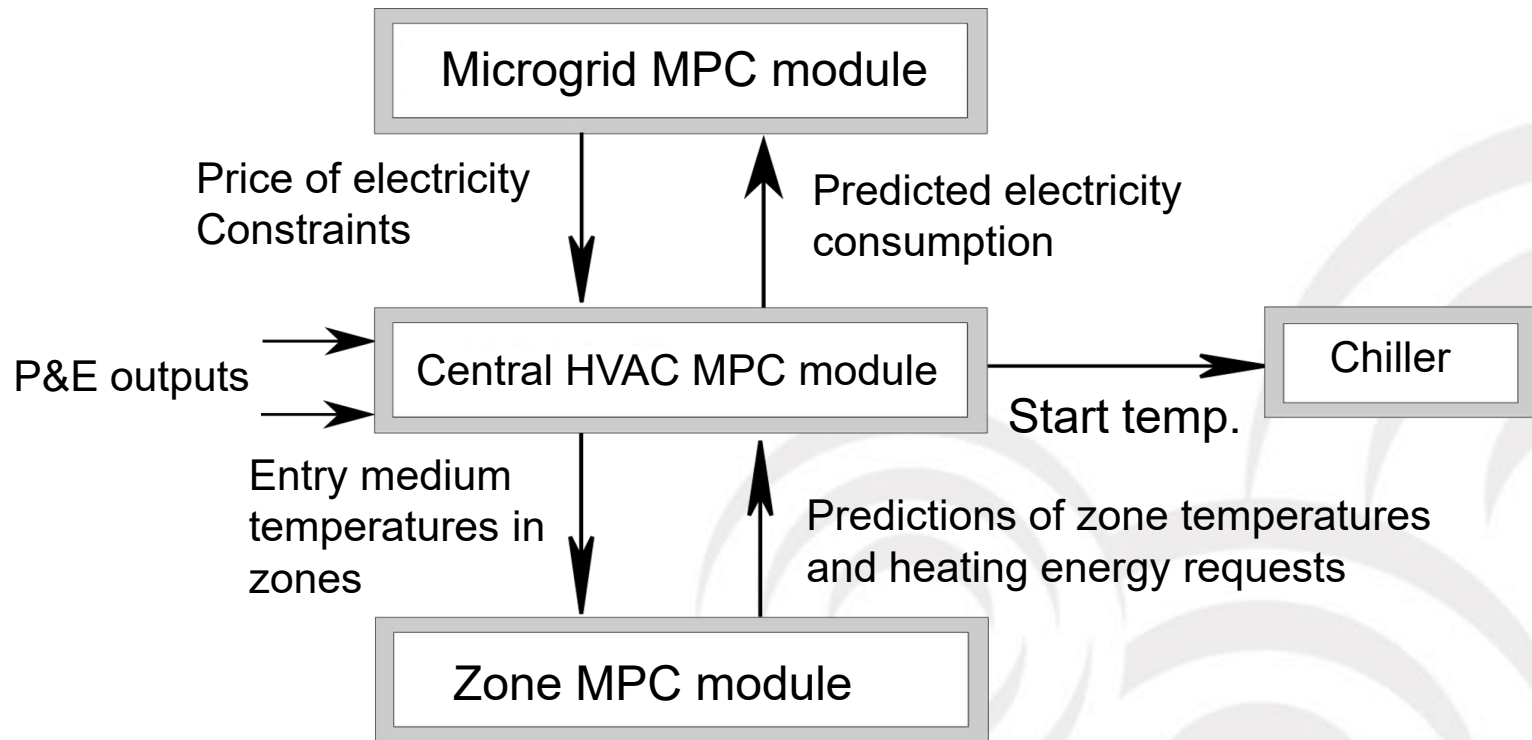 Microgrid MPC module
Price of electricity
Constraints
Predicted electricity
consumption
P&E outputs
Central HVAC MPC module
Start temp.
Chiller
Entry medium
temperatures in
zones
Predictions of zone temperatures
and heating energy requests
Zone MPC module